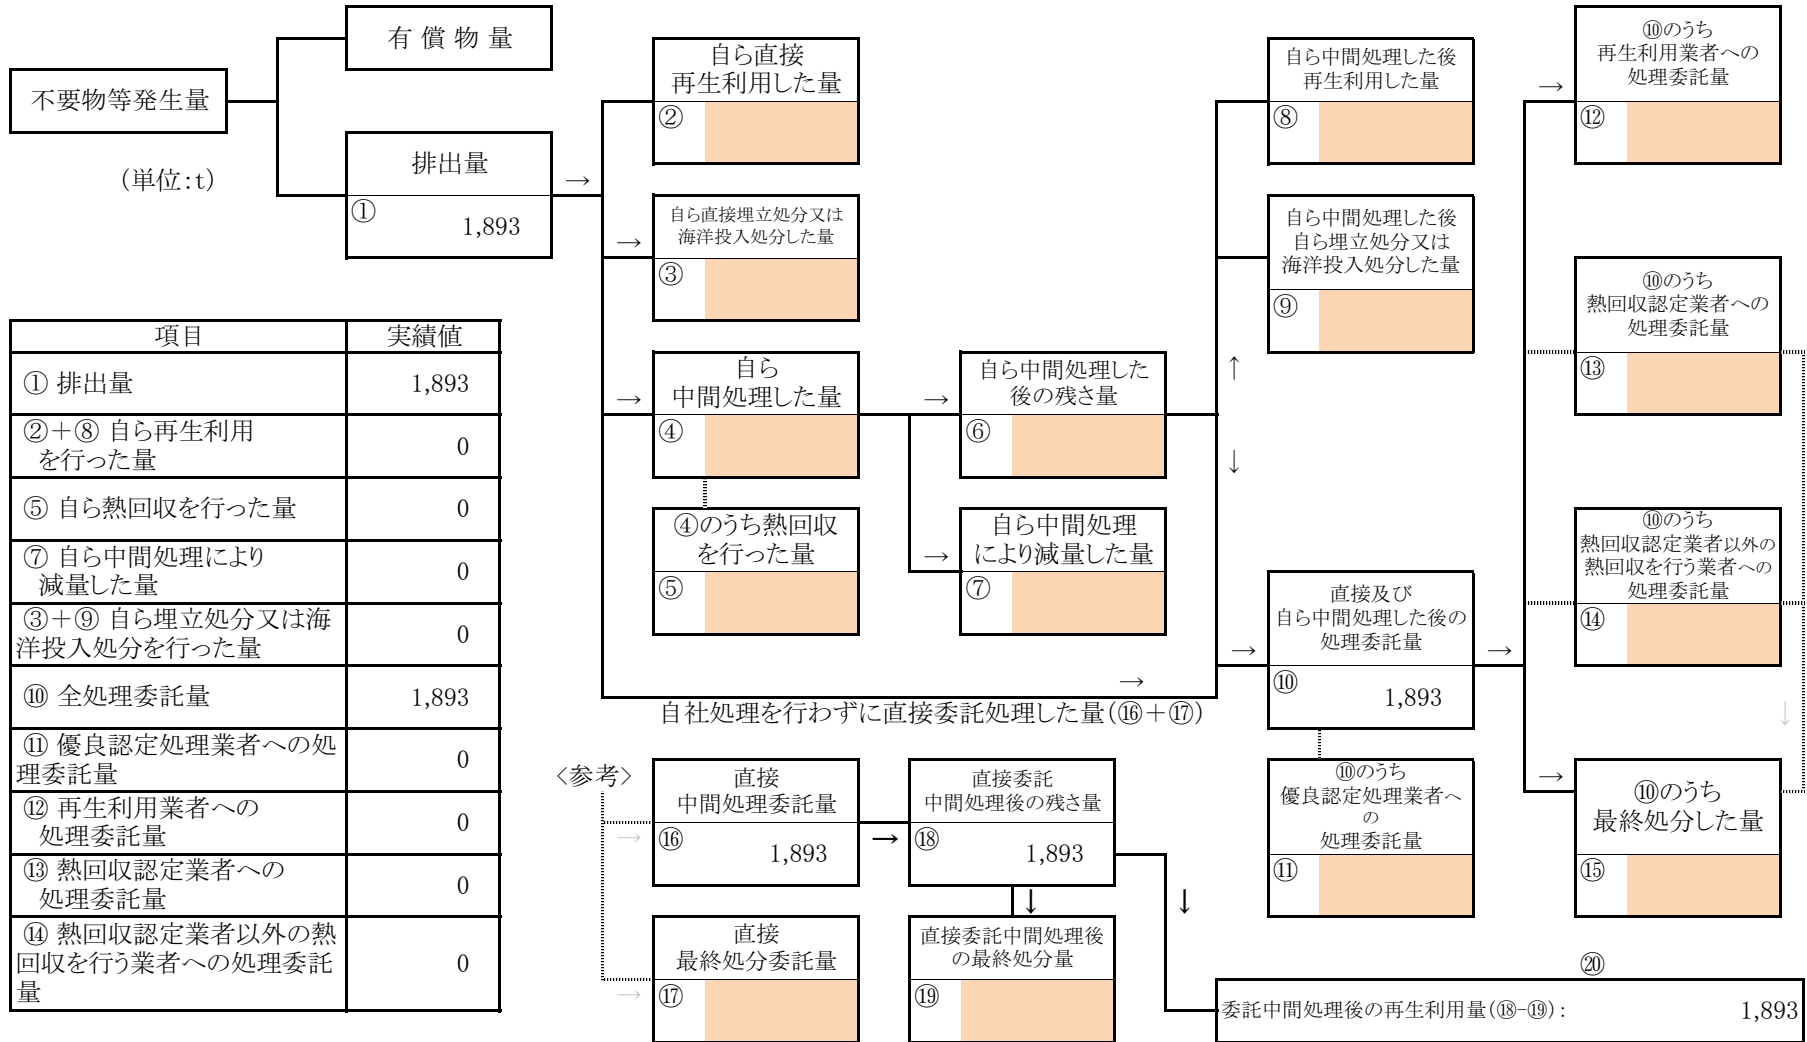 有 償 物 量
不要物等発生量
(単位:t)
排出量
①
1,893
→
自ら直接
再生利用した量
②
→
自ら直接埋立処分又は
海洋投入処分した量
③
→
自ら
中間処理した量
④
④のうち熱回収
を行った量
⑤
→
自ら中間処理した
後の残さ量
⑥
→
自ら中間処理
により減量した量
⑦
↑
↓
自ら中間処理した後
再生利用した量
⑧
自ら中間処理した後
自ら埋立処分又は
海洋投入処分した量
⑨
→
自社処理を行わずに直接委託処理した量(⑯+⑰)
→
直接及び
自ら中間処理した後の
処理委託量
⑩
1,893
→
⑩のうち
優良認定処理業者へ
の
処理委託量
⑪
→
⑩のうち
再生利用業者への
処理委託量
⑫
⑩のうち
熱回収認定業者への
処理委託量
⑬
⑩のうち
熱回収認定業者以外の
熱回収を行う業者への
処理委託量
⑭
↓
→
⑩のうち
最終処分した量
⑮
項目 実績値
① 排出量 1,893
②+⑧ 自ら再生利用
を行った量 0
⑤ 自ら熱回収を行った量 0
⑦ 自ら中間処理により
減量した量 0
③+⑨ 自ら埋立処分又は海
洋投入処分を行った量 0
⑩ 全処理委託量 1,893
⑪ 優良認定処理業者への処
理委託量 0
⑫ 再生利用業者への
処理委託量 0
⑬ 熱回収認定業者への
処理委託量 0
⑭ 熱回収認定業者以外の熱
回収を行う業者への処理委託
量 0
〈参考〉
→
直接
中間処理委託量
⑯
1,893
→
直接委託
中間処理後の残さ量
⑱
1,893
↓
↓
→
直接
最終処分委託量
⑰
直接委託中間処理後
の最終処分量
⑲
⑳
委託中間処理後の再生利用量(⑱-⑲): 1,893